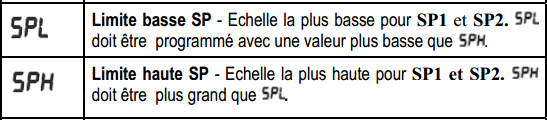 SPL
Limite basse SP - Echelle la plus basse pour SP1 et SP2. SPL
doit être programmé avec une valeur plus basse que SPH.
SPH
Limite haute SP - Echelle la plus haute pour SP1 et SP2. SPH
doit être plus grand que SPL.